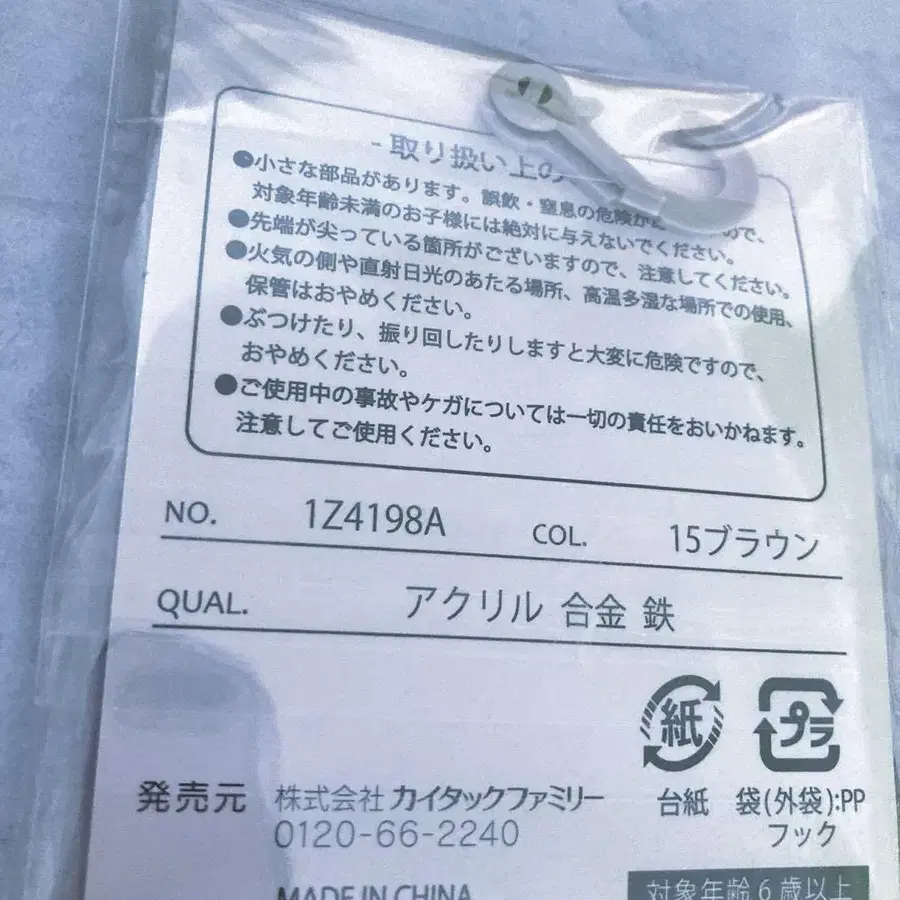 - 取り扱い上の
●小さな部品があります。誤飲・窒息の危険が
ので、
対象年齢未満のお子様には絶対に与えないでください。
●先端が尖っている箇所がございますので、注意してください。
●火気の側や直射日光のあたる場所、高温多湿な場所での使用、
保管はおやめください。
●ぶつけたり、振り回したりしますと大変に危険ですので、
おやめください。
●ご使用中の事故やケガについては一切の責任をおいかねます。
注意してご使用ください。
NO. 1Z4198A COL. 15ブラウン
QUAL. アクリル 合金 鉄
紙 プラ
台紙 袋(外袋):PP
フック
発売元 株式会社 カイタックファミリー
0120-66-2240
MADE IN CHINA
対象年齢6歳以上